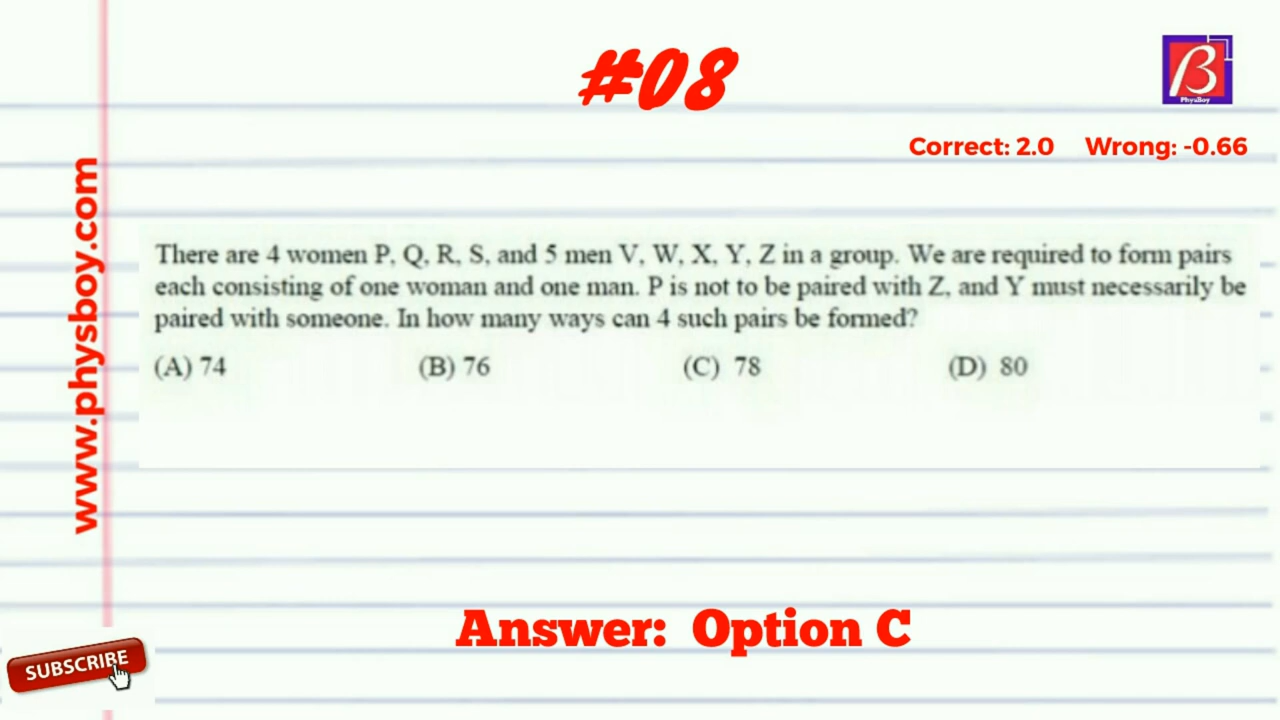 #08
PhysBoy
Correct: 2.0 Wrong: -0.66
www.physboy.com
There are 4 women P, Q, R, S, and 5 men V, W, X, Y, Z in a group. We are required to form pairs
each consisting of one woman and one man. P is not to be paired with Z, and Y must necessarily be
paired with someone. In how many ways can 4 such pairs be formed?
(A) 74 (B) 76 (C) 78 (D) 80
Answer: Option C
SUBSCRIBE